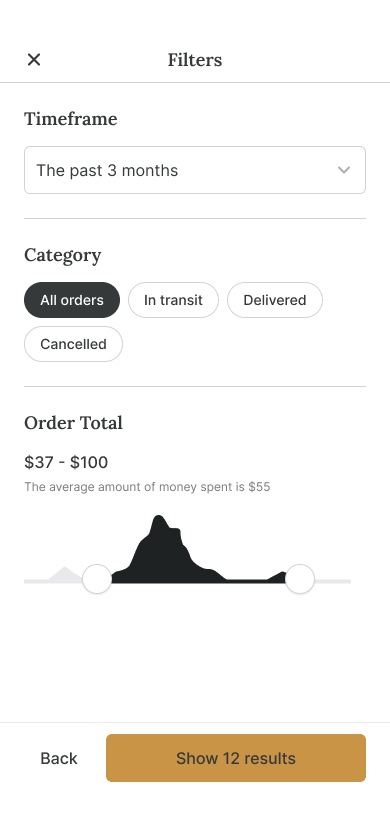 Filters
Timeframe
The past 3 months
Category
All orders
In transit
Delivered
Cancelled
Order Total
$37 - $100
The average amount of money spent is $55
Back
Show 12 results